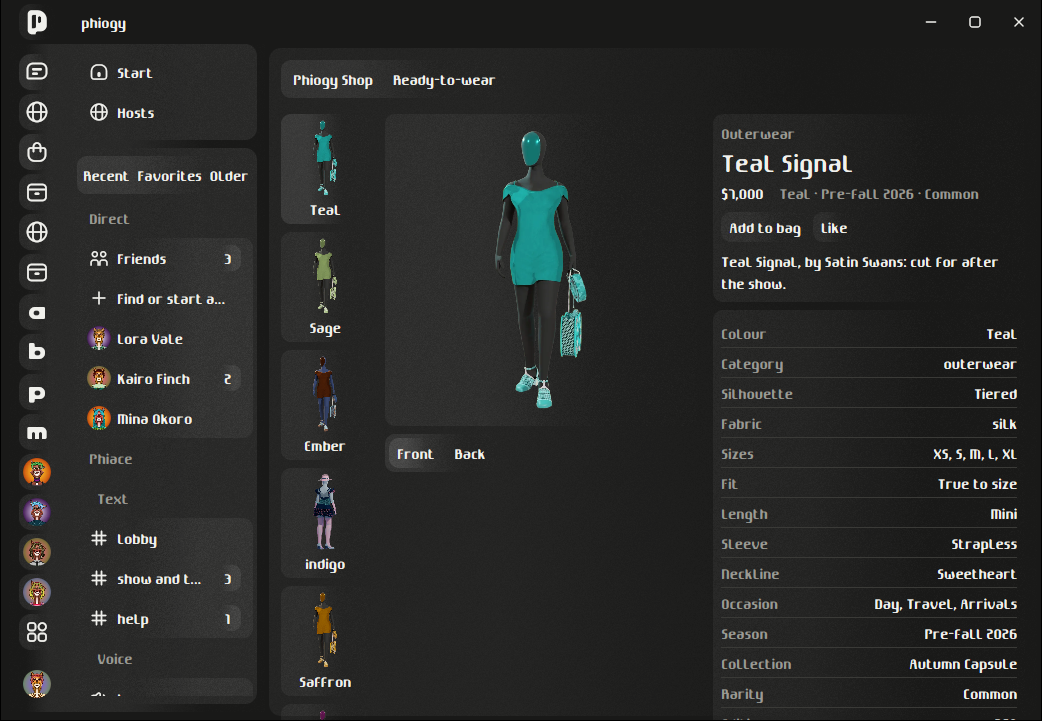 phiogy
Start
Hosts
Recent Favorites Older
Direct
Friends 3
Find or start a...
Lora Vale
Kairo Finch 2
Mina Okoro
Phiace
Text
Lobby
show and t... 3
help 1
Voice
Phiogy Shop Ready-to-wear
Teal
Sage
Ember
indigo
Saffron
Front Back
Outerwear
Teal Signal
$7,000 Teal · Pre-fall 2026 · Common
Add to bag Like
Teal Signal, by Satin Swans: cut for after
the show.
Colour Teal
Category outerwear
Silhouette Tiered
Fabric silk
Sizes XS, S, M, L, XL
Fit True to size
Length Mini
Sleeve Strapless
Neckline Sweetheart
Occasion Day, Travel, Arrivals
Season Pre-fall 2026
Collection Autumn Capsule
Rarity Common